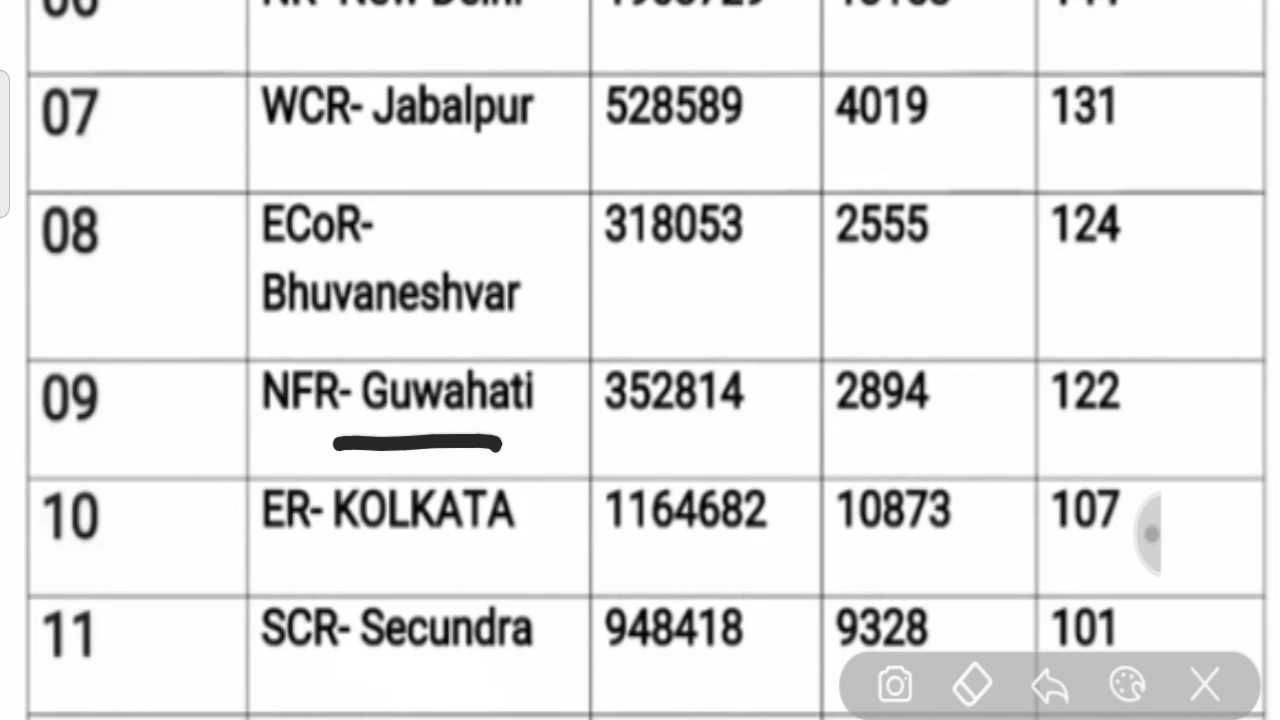 07 WCR- Jabalpur 528589 4019 131
08 ECoR- 318053 2555 124
Bhuvaneshvar
09 NFR- Guwahati 352814 2894 122
10 ER- KOLKATA 1164682 10873 107
11 SCR- Secundra 948418 9328 101